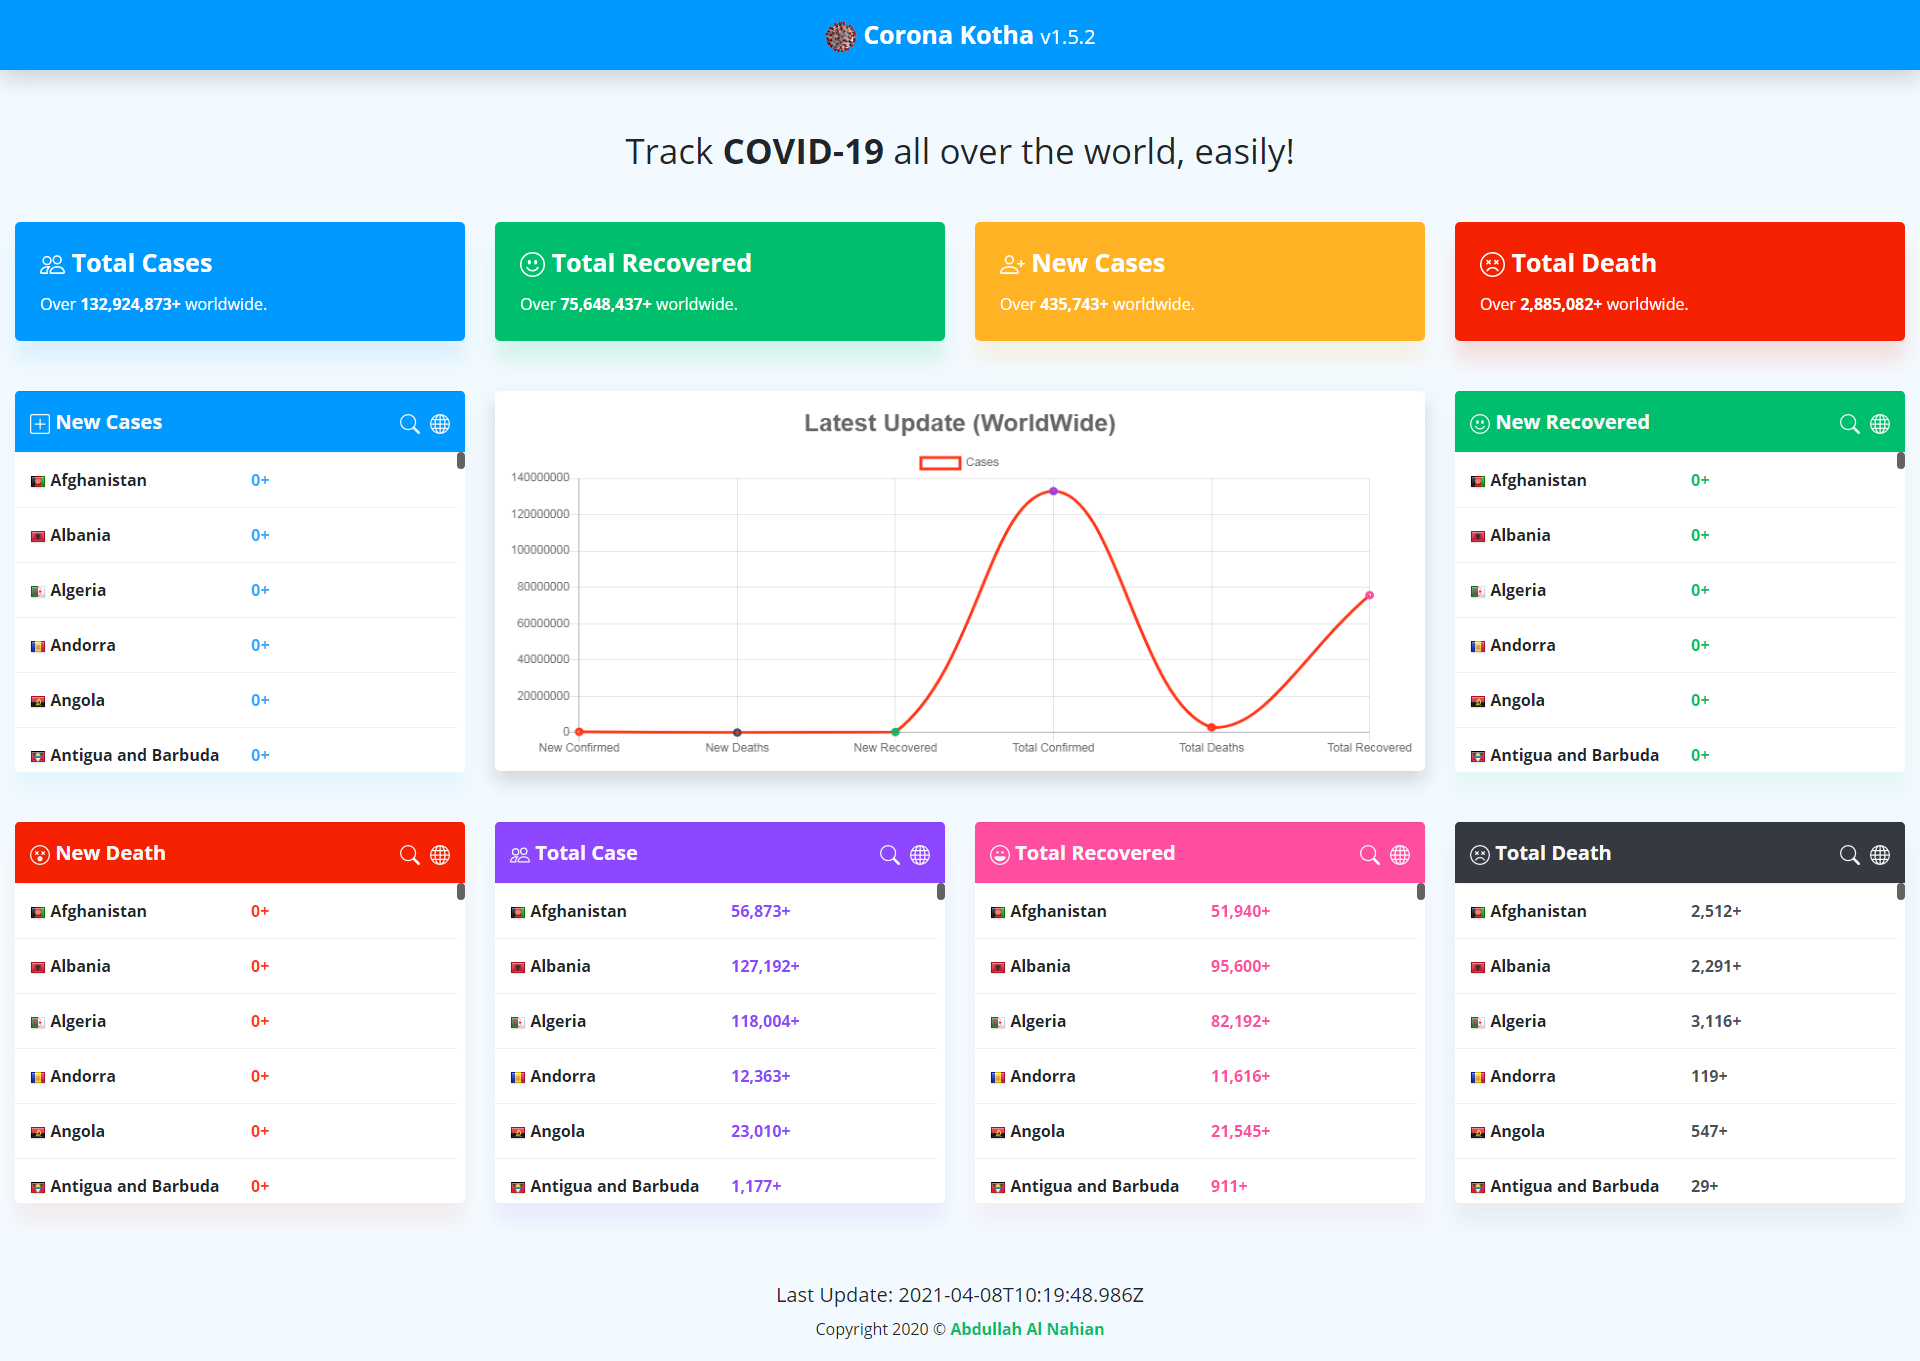 Corona Kotha v1.5.2
Track COVID-19 all over the world, easily!
Total Cases
Over 132,924,873+ worldwide.
Total Recovered
Over 75,648,437+ worldwide.
New Cases
Over 435,743+ worldwide.
Total Death
Over 2,885,082+ worldwide.
New Cases
Afghanistan 0+
Albania 0+
Algeria 0+
Andorra 0+
Angola 0+
Antigua and Barbuda 0+
Latest Update (WorldWide)
Cases
140000000
120000000
100000000
80000000
60000000
40000000
20000000
0
New Confirmed New Deaths New Recovered Total Confirmed Total Deaths Total Recovered
New Recovered
Afghanistan 0+
Albania 0+
Algeria 0+
Andorra 0+
Angola 0+
Antigua and Barbuda 0+
New Death
Afghanistan 0+
Albania 0+
Algeria 0+
Andorra 0+
Angola 0+
Antigua and Barbuda 0+
Total Case
Afghanistan 56,873+
Albania 127,192+
Algeria 118,004+
Andorra 12,363+
Angola 23,010+
Antigua and Barbuda 1,177+
Total Recovered
Afghanistan 51,940+
Albania 95,600+
Algeria 82,192+
Andorra 11,616+
Angola 21,545+
Antigua and Barbuda 911+
Total Death
Afghanistan 2,512+
Albania 2,291+
Algeria 3,116+
Andorra 119+
Angola 547+
Antigua and Barbuda 29+
Last Update: 2021-04-08T10:19:48.986Z
Copyright 2020 © Abdullah Al Nahian